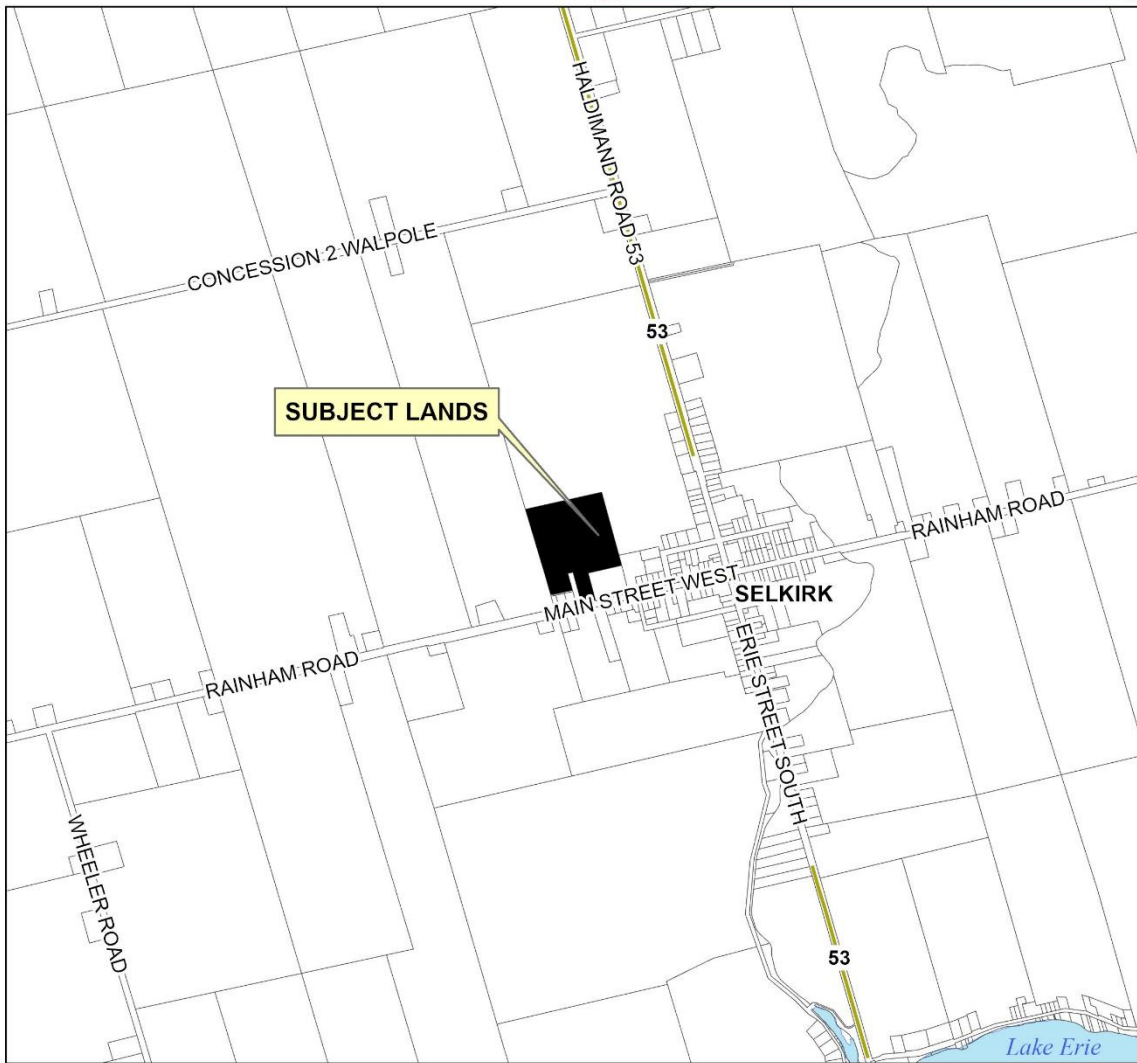 HALDIMAND ROAD 53
CONCESSION 2 WALPOLE
53
SUBJECT LANDS
RAINHAM ROAD
MAIN STREET WEST
SELKIRK
RAINHAM ROAD
ERIE STREET SOUTH
WHEELER ROAD
53
Lake Erie